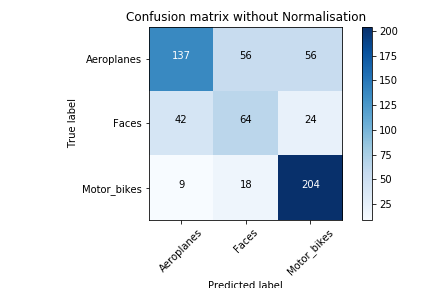 Confusion matrix without Normalisation
True label
Aeroplanes 137 56 56
Faces 42 64 24
Motor_bikes 9 18 204
Aeroplanes
Faces
Motor_bikes
Predicted label
200
175
150
125
100
75
50
25